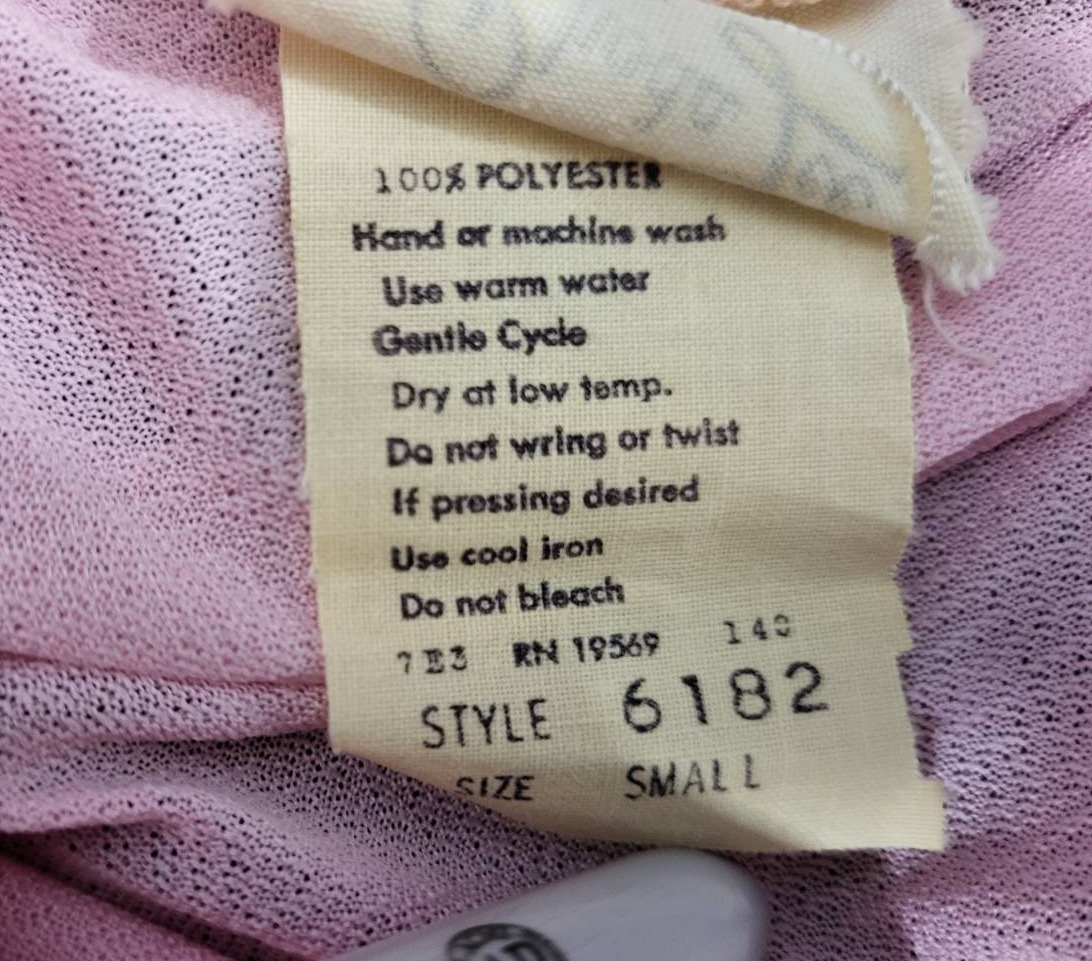 100% POLYESTER
Hand or machine wash
Use warm water
Gentle Cycle
Dry at low temp.
Do not wring or twist
If pressing desired
Use cool iron
Do not bleach
7E3 RN 19569 140
STYLE 6182
SIZE SMALL